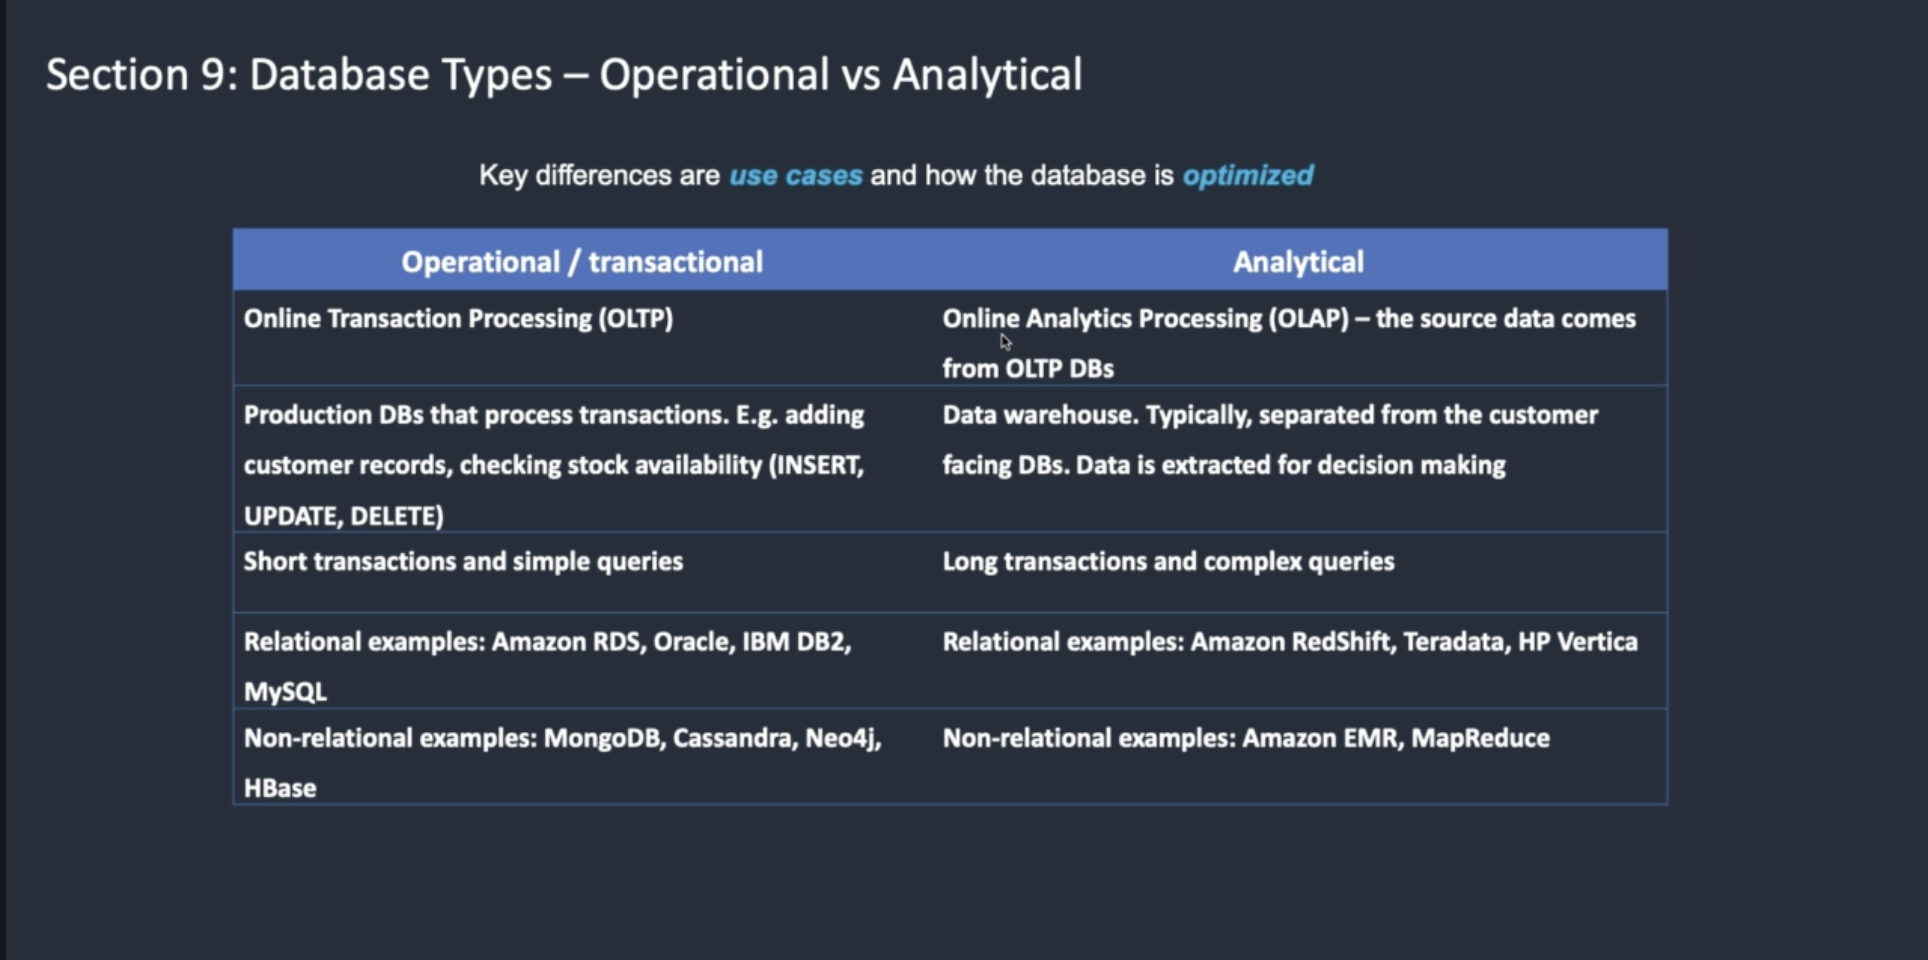 Section 9: Database Types – Operational vs Analytical
Key differences are use cases and how the database is optimized
Operational / transactional
Analytical
Online Transaction Processing (OLTP)
Online Analytics Processing (OLAP) – the source data comes
from OLTP DBs
Production DBs that process transactions. E.g. adding
customer records, checking stock availability (INSERT,
UPDATE, DELETE)
Data warehouse. Typically, separated from the customer
facing DBs. Data is extracted for decision making
Short transactions and simple queries
Long transactions and complex queries
Relational examples: Amazon RDS, Oracle, IBM DB2,
MySQL
Relational examples: Amazon RedShift, Teradata, HP Vertica
Non-relational examples: MongoDB, Cassandra, Neo4j,
HBase
Non-relational examples: Amazon EMR, MapReduce